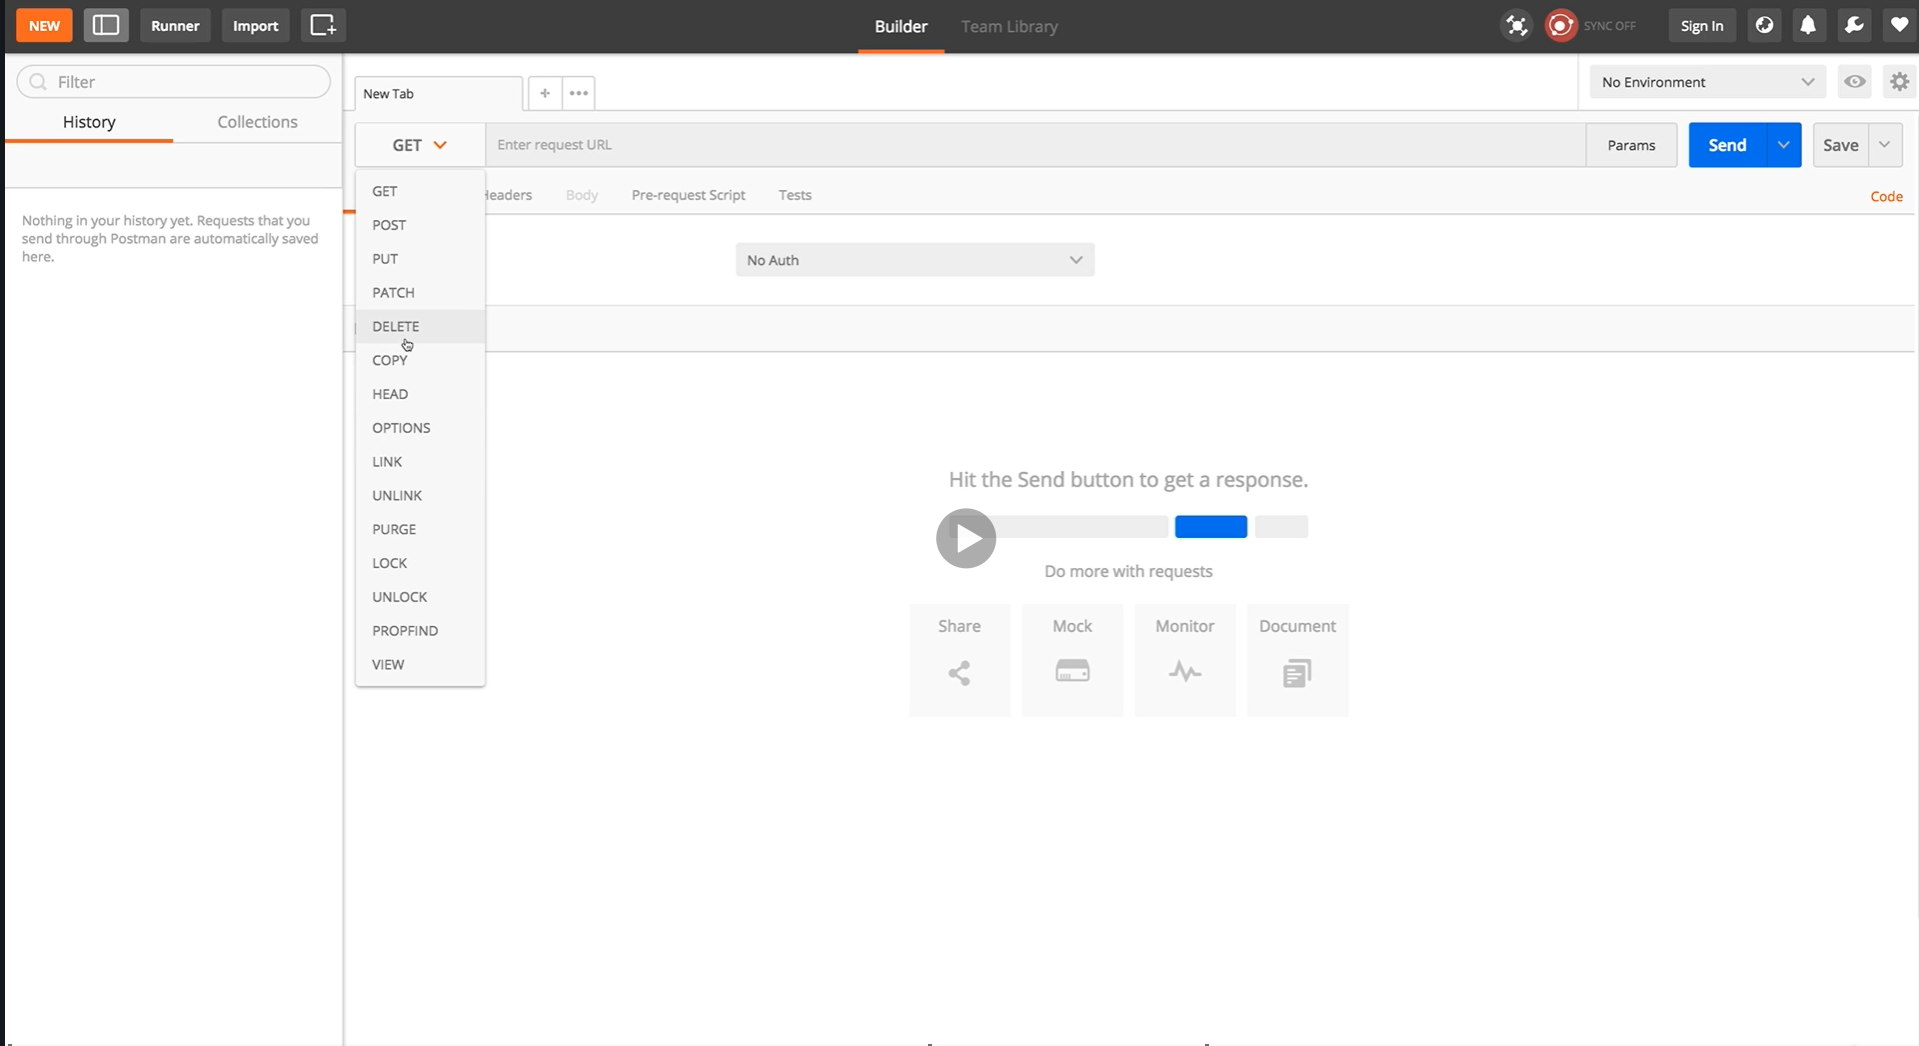 NEW
Runner
Import
Builder
Team Library
SYNC OFF
Sign In
Filter
History
Collections
Nothing in your history yet. Requests that you
send through Postman are automatically saved
here.
New Tab
+
•••
No Environment
GET
Enter request URL
Params
Send
Save
Headers
Body
Pre-request Script
Tests
Code
No Auth
GET
POST
PUT
PATCH
DELETE
COPY
HEAD
OPTIONS
LINK
UNLINK
PURGE
LOCK
UNLOCK
PROPFIND
VIEW
Hit the Send button to get a response.
Do more with requests
Share
Mock
Monitor
Document